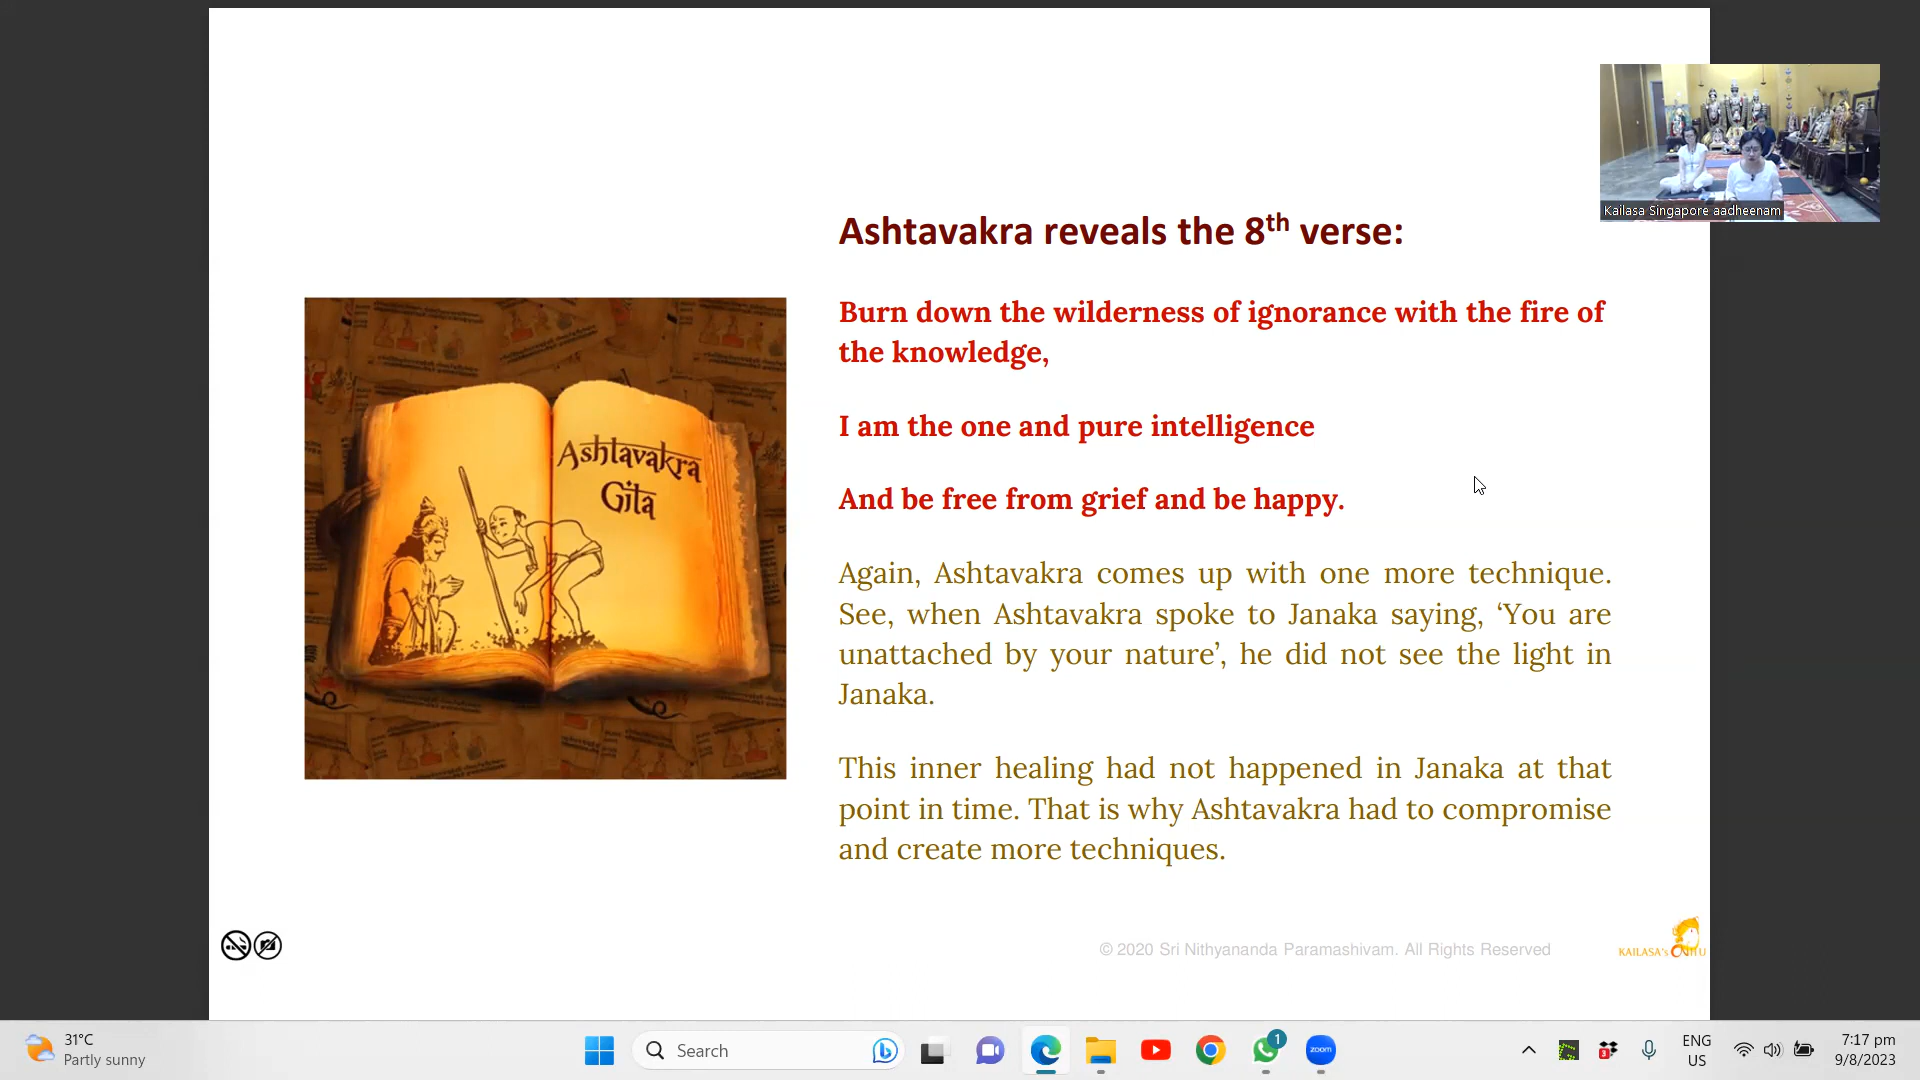 Ashtavakra reveals the 8th verse:
Kailasa Singapore aadheenam
Burn down the wilderness of ignorance with the fire of
the knowledge,
I am the one and pure intelligence
And be free from grief and be happy.
Ashtavakra
Gita
Again, Ashtavakra comes up with one more technique.
See, when Ashtavakra spoke to Janaka saying, ‘You are
unattached by your nature’, he did not see the light in
Janaka.
This inner healing had not happened in Janaka at that
point in time. That is why Ashtavakra had to compromise
and create more techniques.
© 2020 Sri Nithyananda Paramashivam. All Rights Reserved
KAILASA's
31°C
Partly sunny
Search
1
zoom
3
ENG
US
7:17 pm
9/8/2023